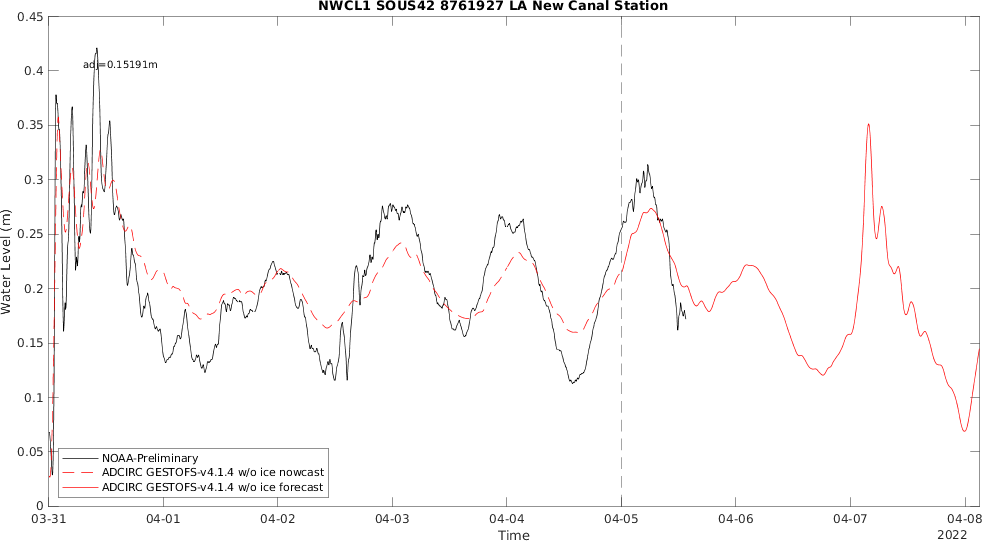 NWCL1 SOUS42 8761927 LA New Canal Station
0.45
0.4
0.35
0.3
0.25
0.2
0.15
0.1
0.05
0
Water Level (m)
adj=0.15191m
NOAA-Preliminary
ADCIRC GESTOFS-v4.1.4 w/o ice nowcast
ADCIRC GESTOFS-v4.1.4 w/o ice forecast
03-31 04-01 04-02 04-03 04-04 04-05 04-06 04-07 04-08
Time
2022